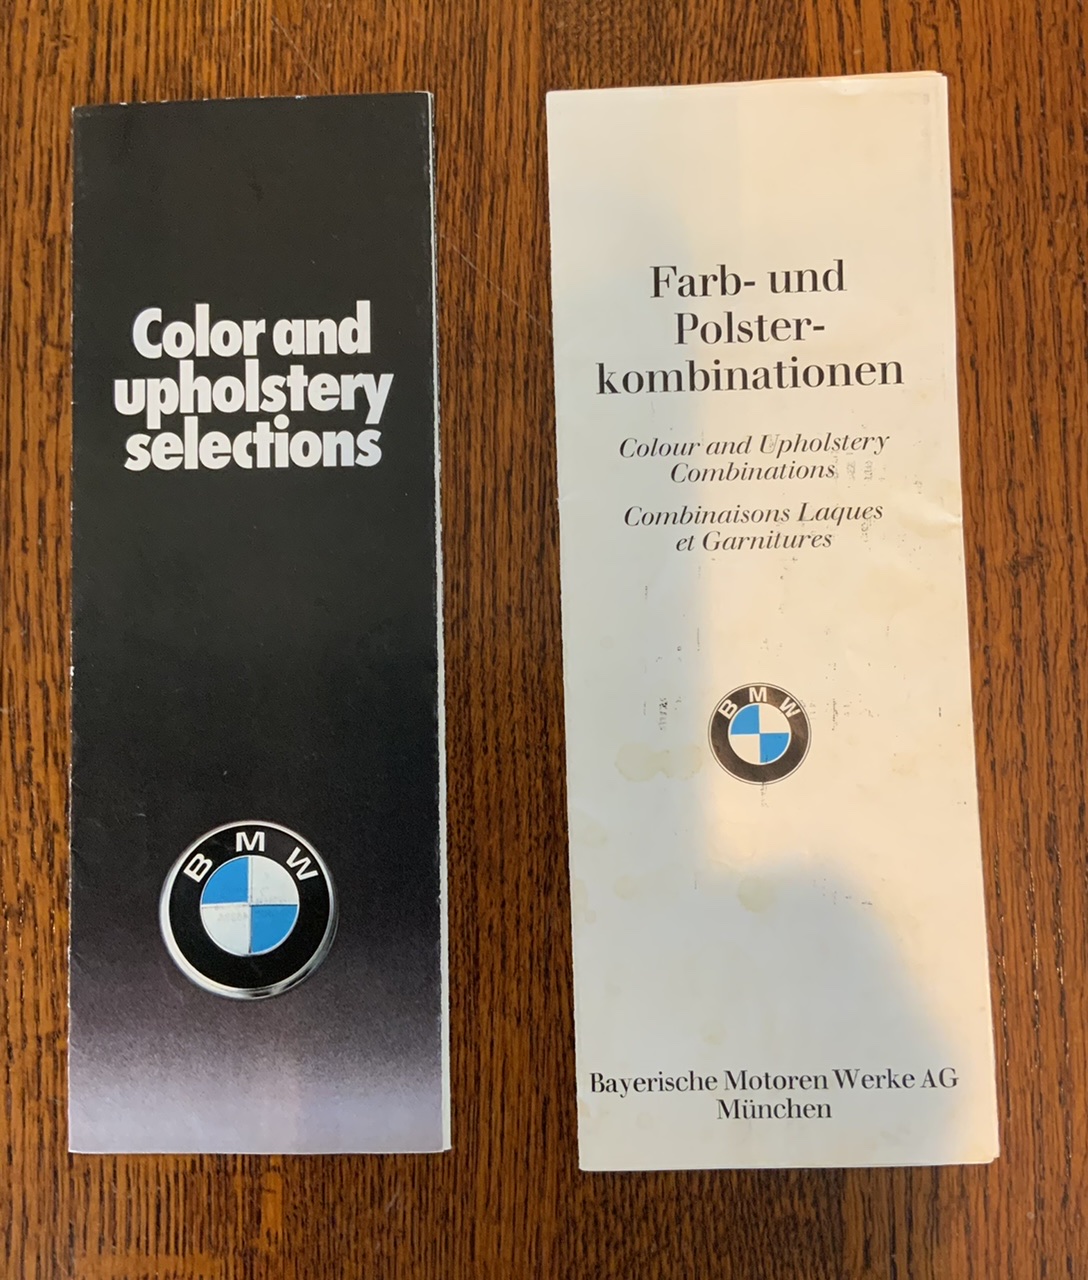 Color and
upholstery
selections
BMW
Farb- und
Polster-
kombinationen
Colour and Upholstery
Combinations
Combinaisons Laques
et Garnitures
BMW
Bayerische Motoren Werke AG
München